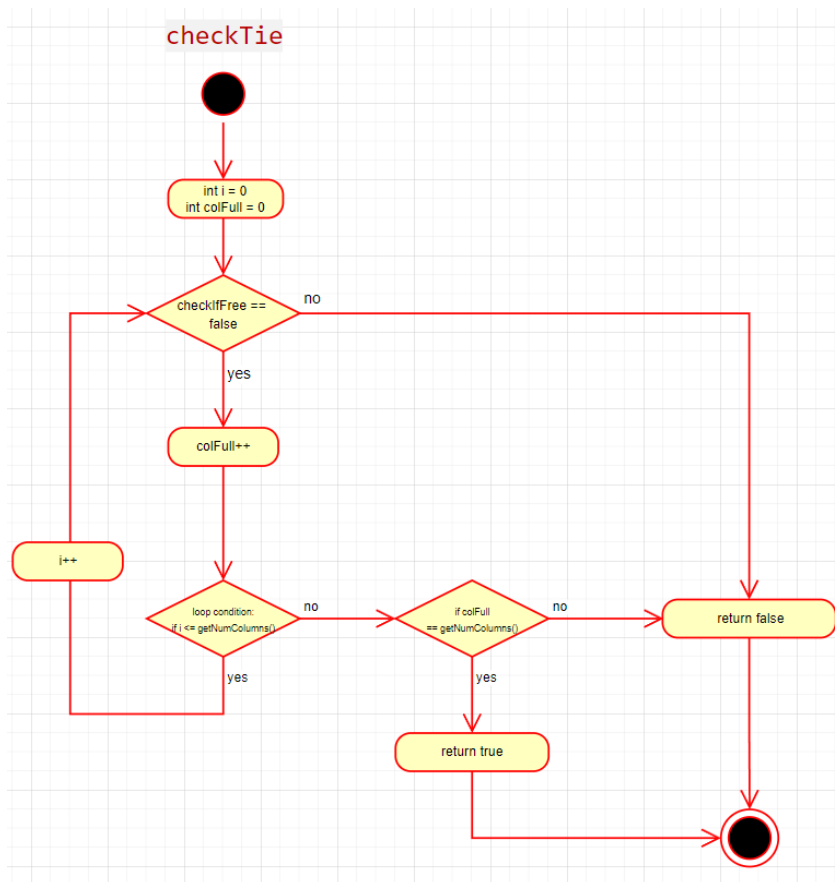 checkTie
int i = 0
int colFull = 0
checkIfFree ==
false
no
yes
colFull++
i++
loop condition:
if i <= getNumColumns()
no
if colFull
== getNumColumns()
no
return false
yes
yes
return true